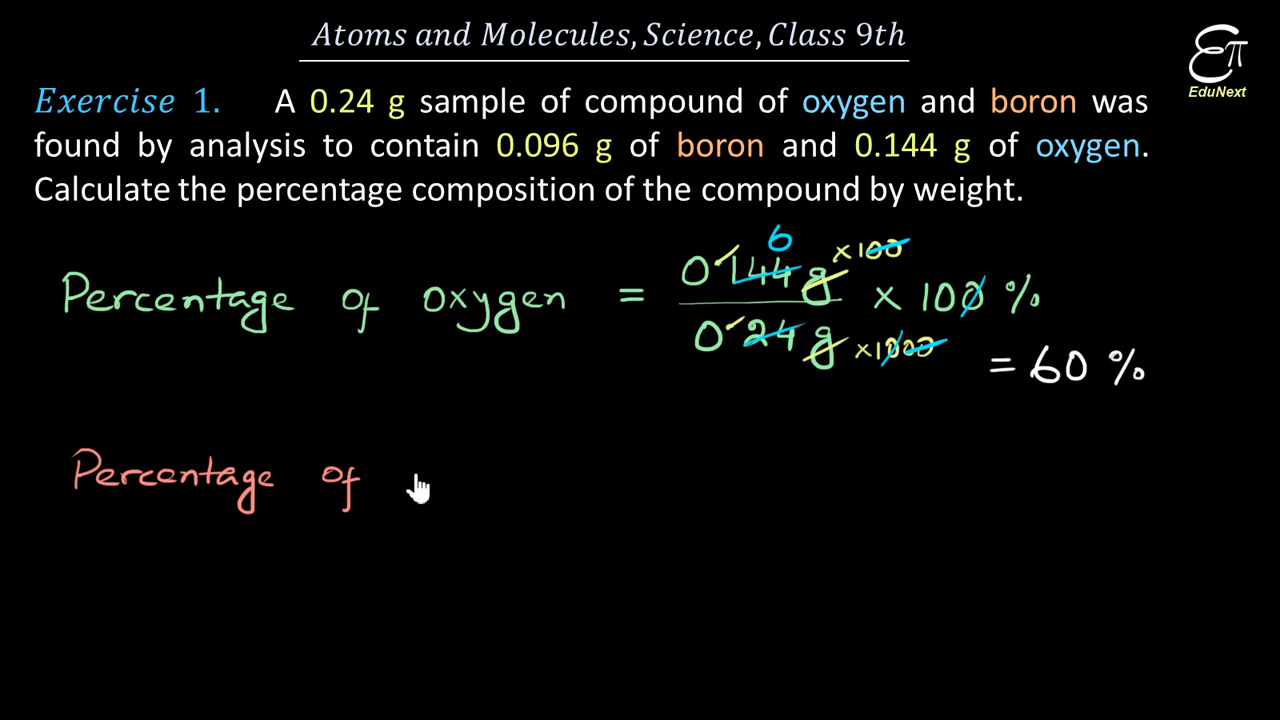 Atoms and Molecules, Science, Class 9th
Eπ
EduNext
Exercise 1. A 0.24 g sample of compound of oxygen and boron was
found by analysis to contain 0.096 g of boron and 0.144 g of oxygen.
Calculate the percentage composition of the compound by weight.
6
Percentage of oxygen = 0.144 g ×100 / 0.24 g ×1000 × 100 %
= 60 %
Percentage of